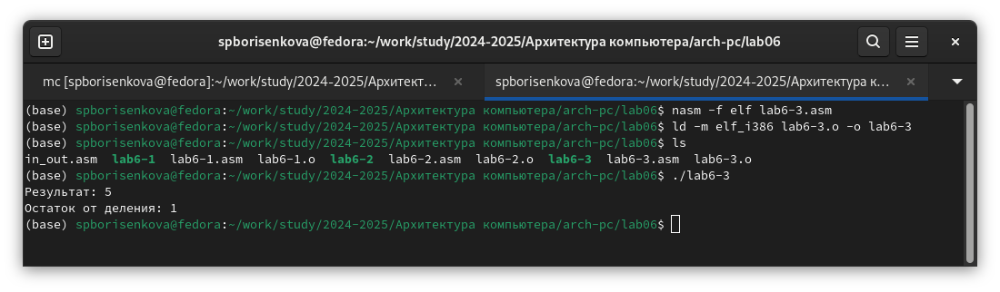 spborisenkova@fedora:~/work/study/2024-2025/Архитектура компьютера/arch-pc/lab06
mc [spborisenkova@fedora]:~/work/study/2024-2025/Архитект…
spborisenkova@fedora:~/work/study/2024-2025/Архитектура к…
(base) spborisenkova@fedora:~/work/study/2024-2025/Архитектура компьютера/arch-pc/lab06$ nasm -f elf lab6-3.asm
(base) spborisenkova@fedora:~/work/study/2024-2025/Архитектура компьютера/arch-pc/lab06$ ld -m elf_i386 lab6-3.o -o lab6-3
(base) spborisenkova@fedora:~/work/study/2024-2025/Архитектура компьютера/arch-pc/lab06$ ls
in_out.asm  lab6-1  lab6-1.asm  lab6-1.o  lab6-2  lab6-2.asm  lab6-2.o  lab6-3  lab6-3.asm  lab6-3.o
(base) spborisenkova@fedora:~/work/study/2024-2025/Архитектура компьютера/arch-pc/lab06$ ./lab6-3
Результат: 5
Остаток от деления: 1
(base) spborisenkova@fedora:~/work/study/2024-2025/Архитектура компьютера/arch-pc/lab06$